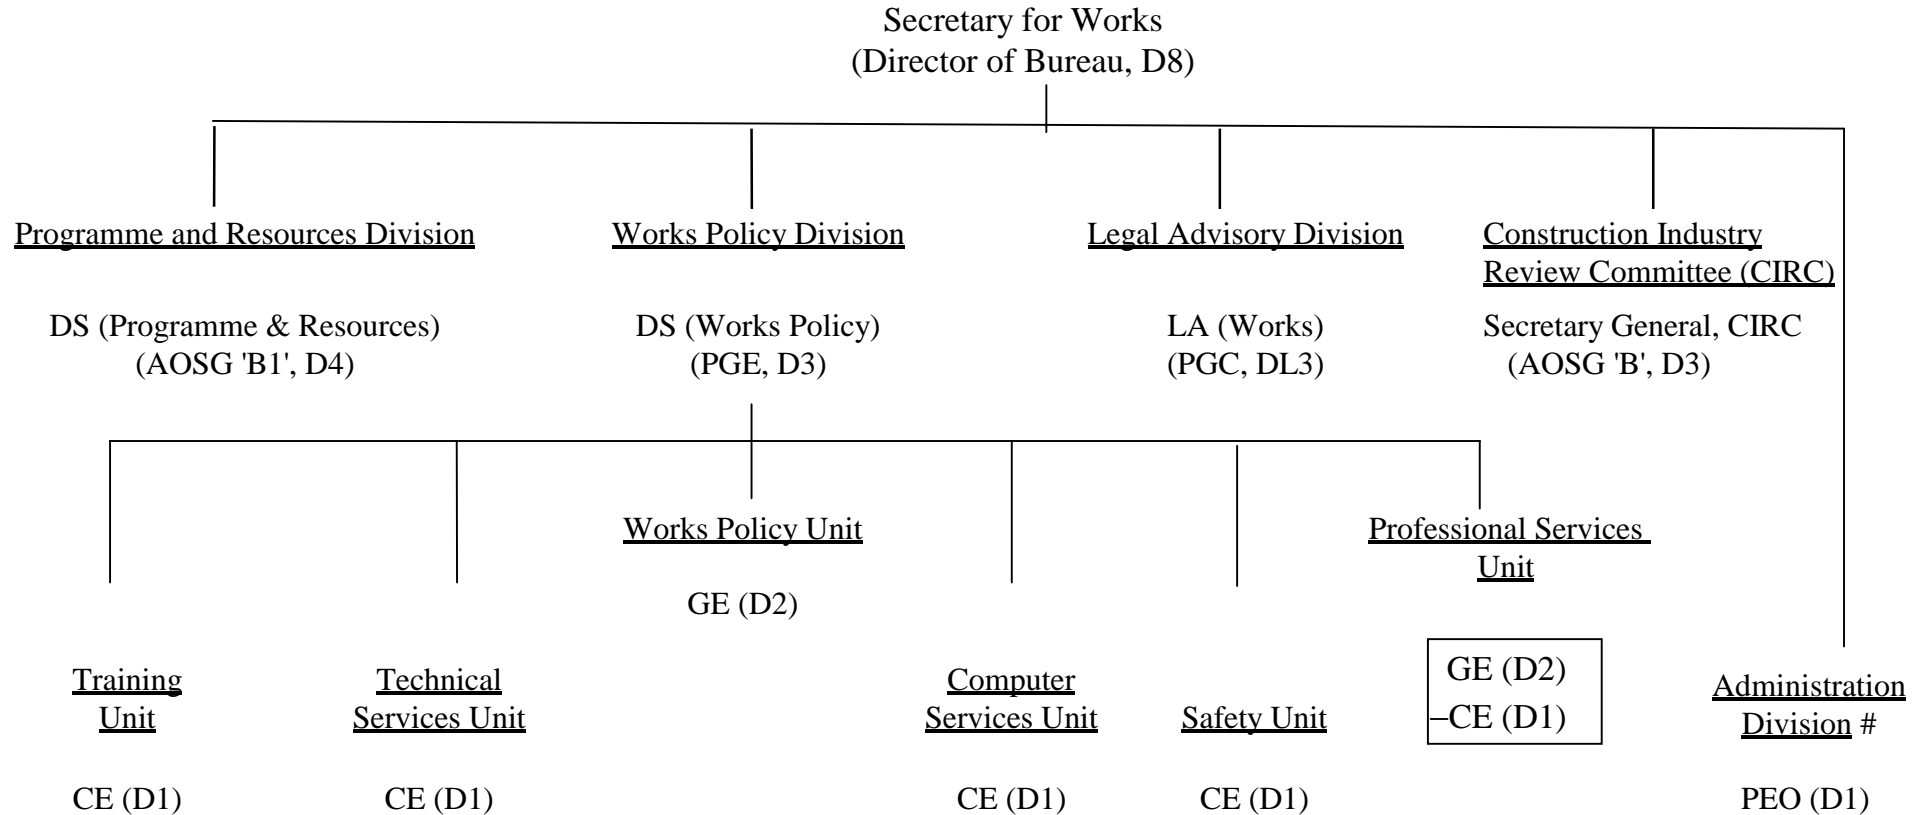 Secretary for Works
(Director of Bureau, D8)
Programme and Resources Division
DS (Programme & Resources)
(AOSG 'B1', D4)
Works Policy Division
DS (Works Policy)
(PGE, D3)
Legal Advisory Division
LA (Works)
(PGC, DL3)
Construction Industry
Review Committee (CIRC)
Secretary General, CIRC
(AOSG 'B', D3)
Works Policy Unit
GE (D2)
Professional Services
Unit
GE (D2)
–CE (D1)
Training
Unit
CE (D1)
Technical
Services Unit
CE (D1)
Computer
Services Unit
CE (D1)
Safety Unit
CE (D1)
Administration
Division #
PEO (D1)